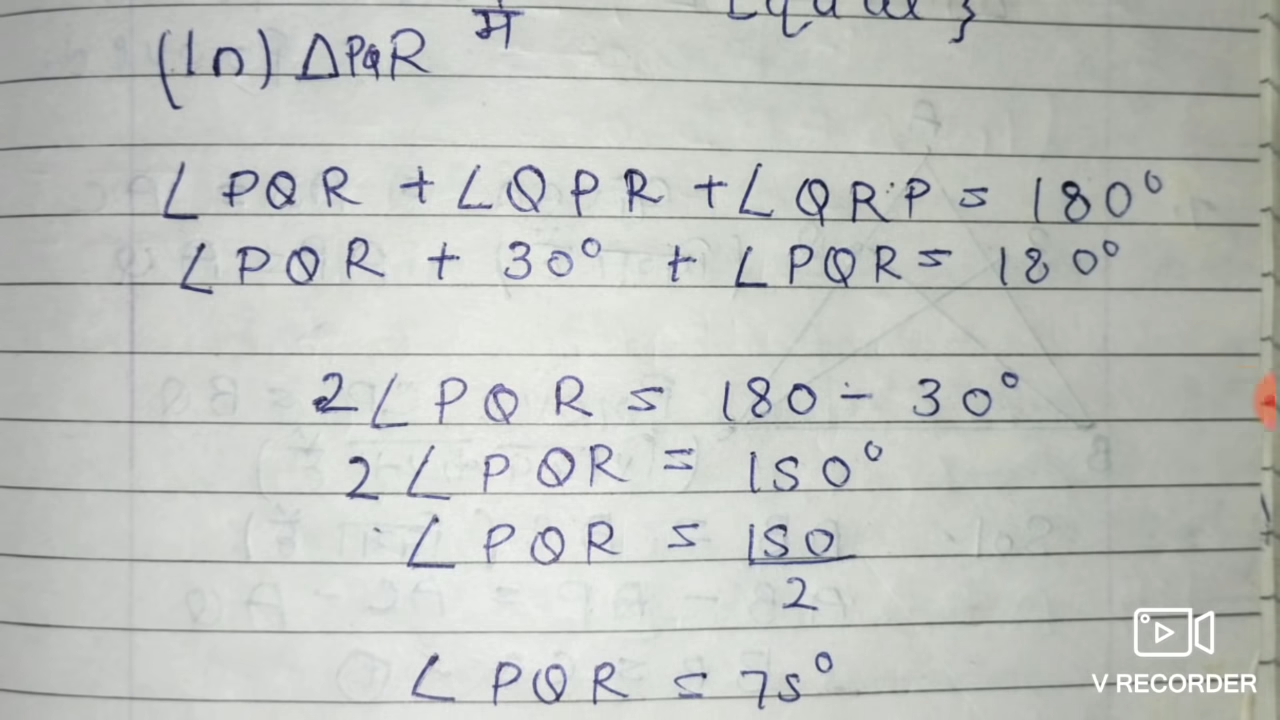 Equal}
(In) ΔPQR में
∠PQR + ∠QPR + ∠QRP = 180°
∠PQR + 30° + ∠PQR = 180°
2∠PQR = 180 - 30°
2∠PQR = 150°
∠PQR = 150/2
∠PQR = 75°
V RECORDER